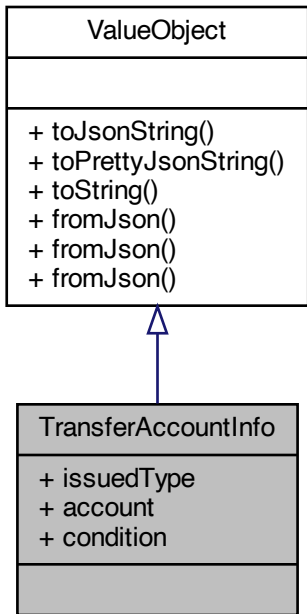 ValueObject
+ toJsonString()
+ toPrettyJsonString()
+ toString()
+ fromJson()
+ fromJson()
+ fromJson()
TransferAccountInfo
+ issuedType
+ account
+ condition